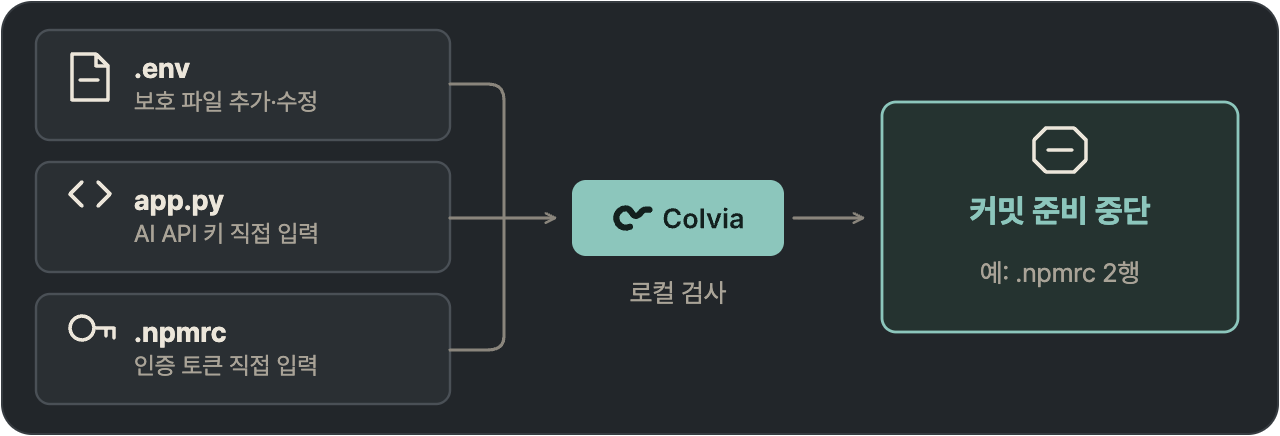 .env
보호 파일 추가·수정
app.py
AI API 키 직접 입력
.npmrc
인증 토큰 직접 입력
Colvia
로컬 검사
커밋 준비 중단
예: .npmrc 2행